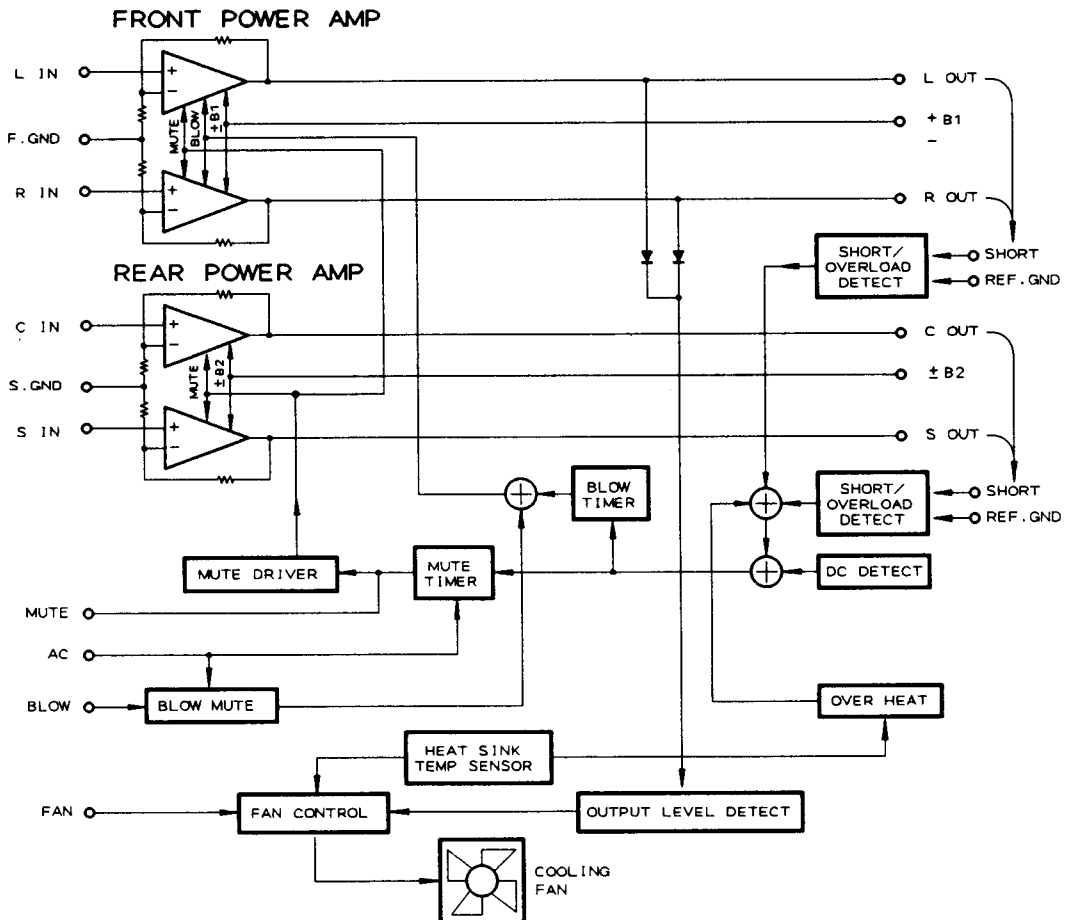 FRONT POWER AMP
L IN
+
−
L OUT
MUTE
BLOW
±B1
+ B1
−
F.GND
R IN
+
−
R OUT
SHORT/
OVERLOAD
DETECT
SHORT
REF.GND
REAR POWER AMP
C IN
+
−
C OUT
MUTE
±B2
± B2
S.GND
S IN
+
−
S OUT
BLOW
TIMER
SHORT/
OVERLOAD
DETECT
SHORT
REF.GND
MUTE DRIVER
MUTE
TIMER
DC DETECT
MUTE
AC
BLOW
BLOW MUTE
OVER HEAT
HEAT SINK
TEMP SENSOR
FAN
FAN CONTROL
OUTPUT LEVEL DETECT
COOLING
FAN